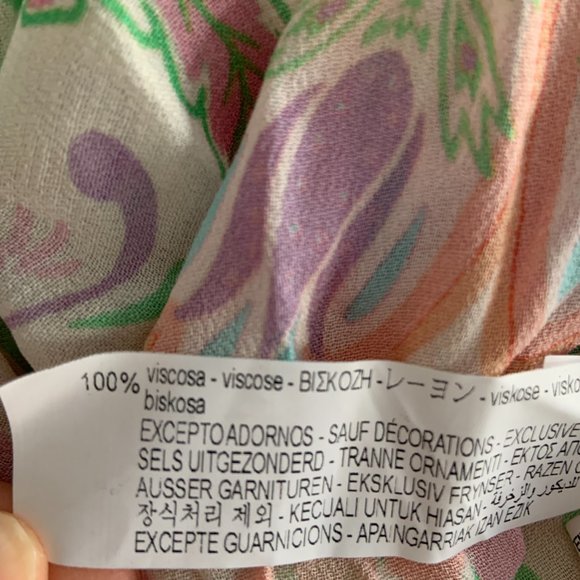 100% viscosa - viscose - ΒΙΣΚΟΖΗ - レーヨン - viskose -
biskosa
EXCEPTO ADORNOS - SAUF DÉCORATIONS - EXCLUSIVE
SELS UITGEZONDERD - TRANNE ORNAMENTI - ΕΚΤΟΣ ΑΠΟ
AUSSER GARNITUREN - EKSKLUSIV FRYNSER - RAZEN
장식처리 제외 - KECUALI UNTUK HIASAN - للديكور والزخرفة
EXCEPTE GUARNICIONS - APAINGARRIAK IZAN EZIK